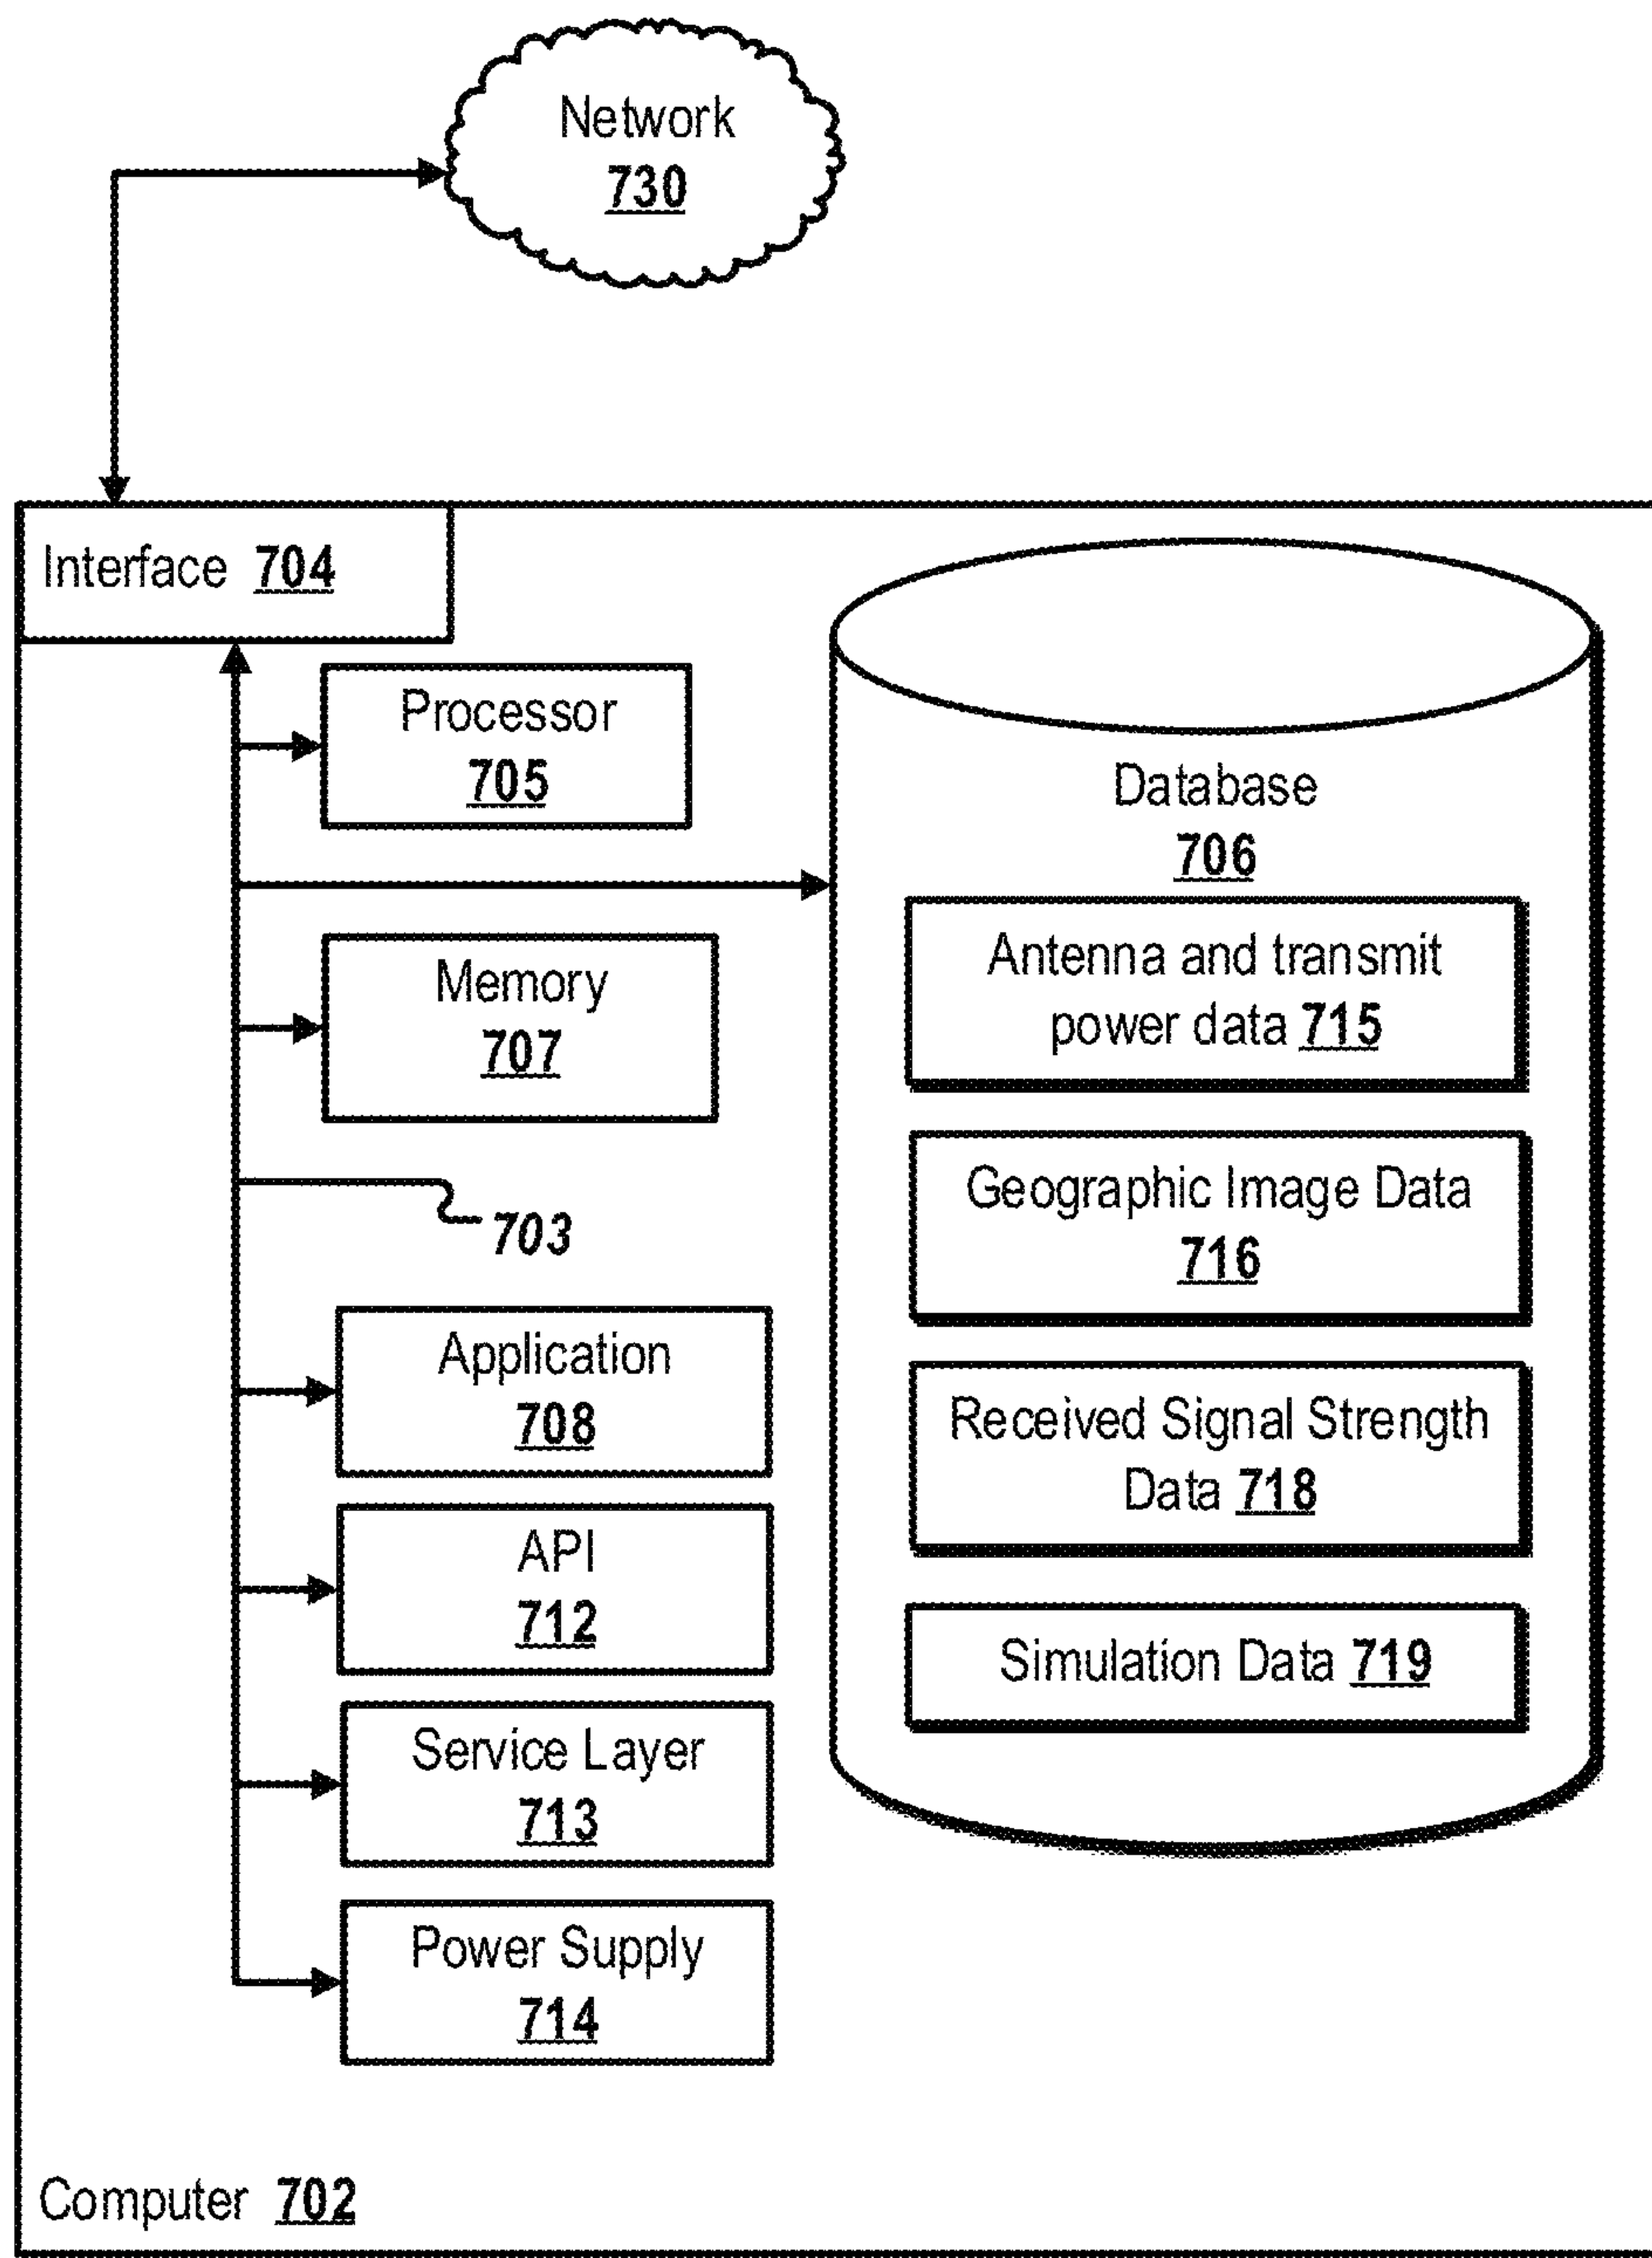 Network
730
Interface 704
Processor
705
Database
706
Antenna and transmit
power data 715
Memory
707
Geographic Image Data
716
703
Application
708
Received Signal Strength
Data 718
API
712
Simulation Data 719
Service Layer
713
Power Supply
714
Computer 702